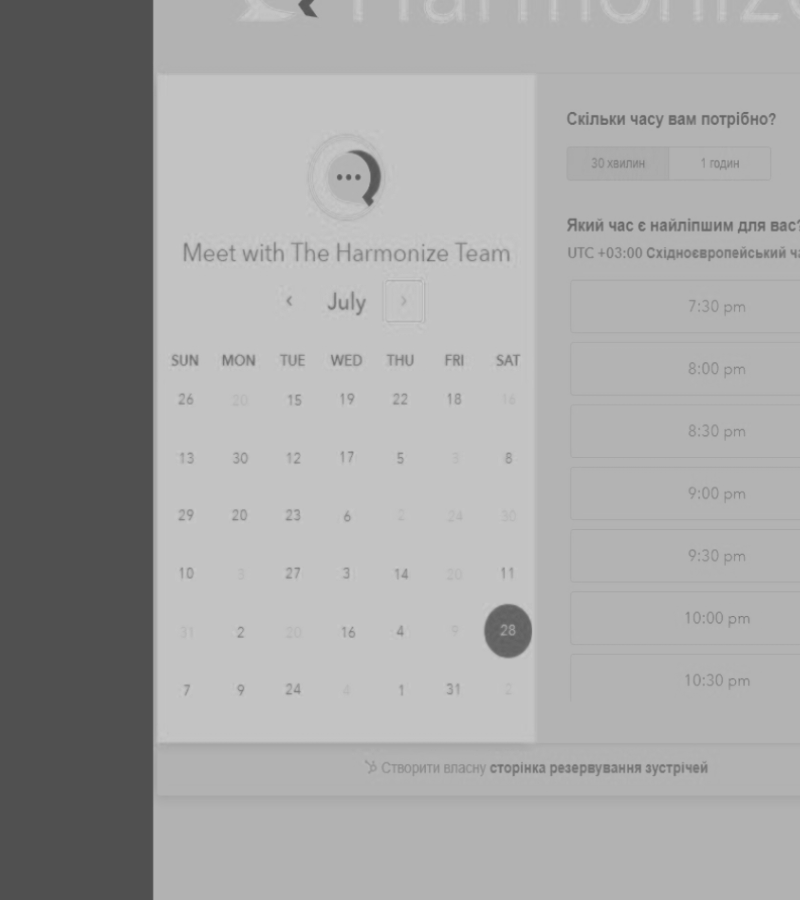 Harmonize
Meet with The Harmonize Team
July
SUN MON TUE WED THU FRI SAT
26 20 15 19 22 18 16
13 30 12 17 5 3 8
29 20 23 6 2 24 30
10 3 27 3 14 20 11
31 2 20 16 4 9 28
7 9 24 4 1 31 2
Скільки часу вам потрібно?
30 хвилин 1 годин
Який час є найліпшим для вас?
UTC +03:00 Східноєвропейський
7:30 pm
8:00 pm
8:30 pm
9:00 pm
9:30 pm
10:00 pm
10:30 pm
Створити власну сторінка резервування зустрічей